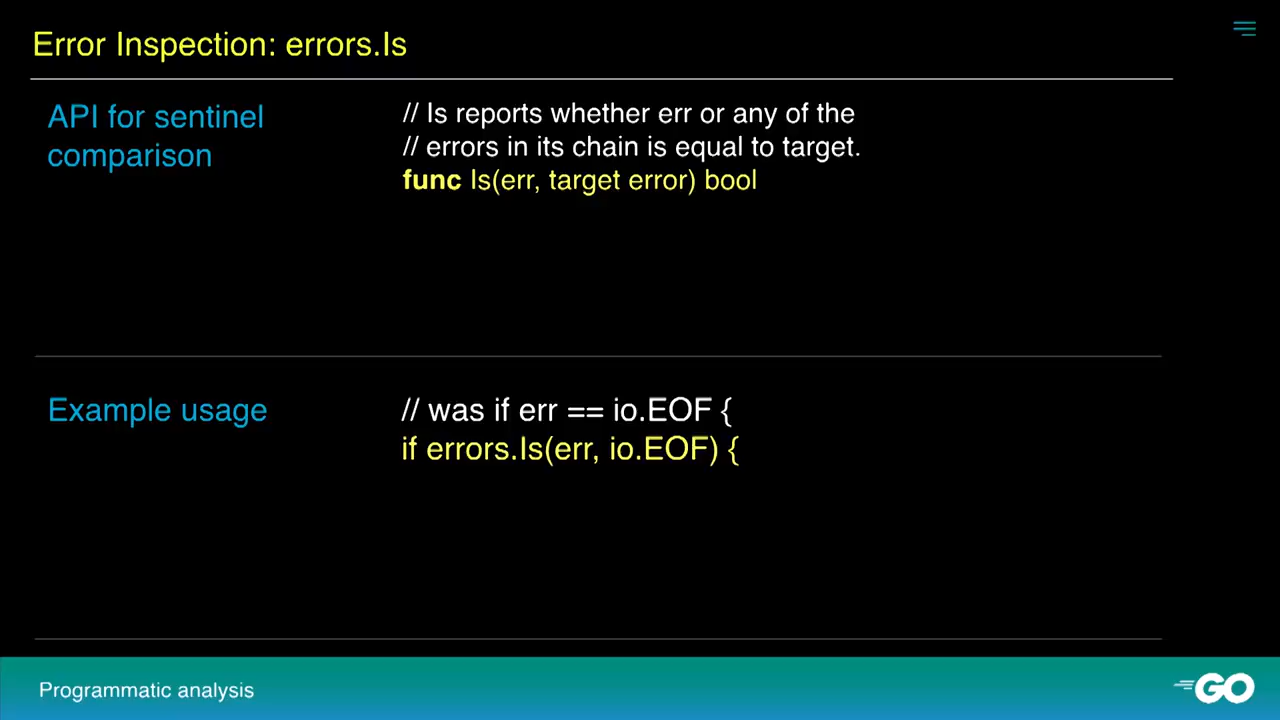 Error Inspection: errors.Is
API for sentinel
comparison
// Is reports whether err or any of the
// errors in its chain is equal to target.
func Is(err, target error) bool
Example usage
// was if err == io.EOF {
if errors.Is(err, io.EOF) {
Programmatic analysis
GO